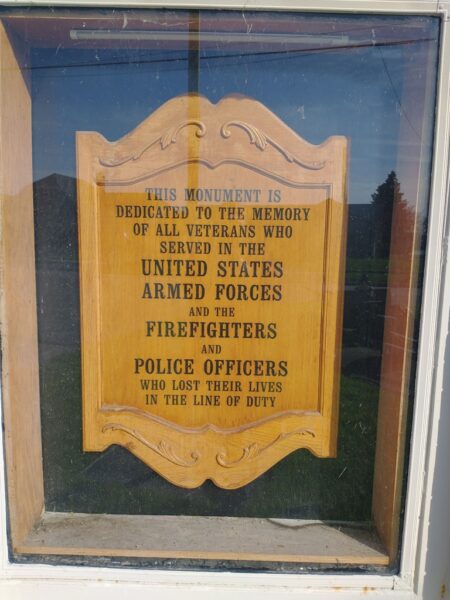 THIS MONUMENT IS
DEDICATED TO THE MEMORY
OF ALL VETERANS WHO
SERVED IN THE
UNITED STATES
ARMED FORCES
AND THE
FIREFIGHTERS
AND
POLICE OFFICERS
WHO LOST THEIR LIVES
IN THE LINE OF DUTY